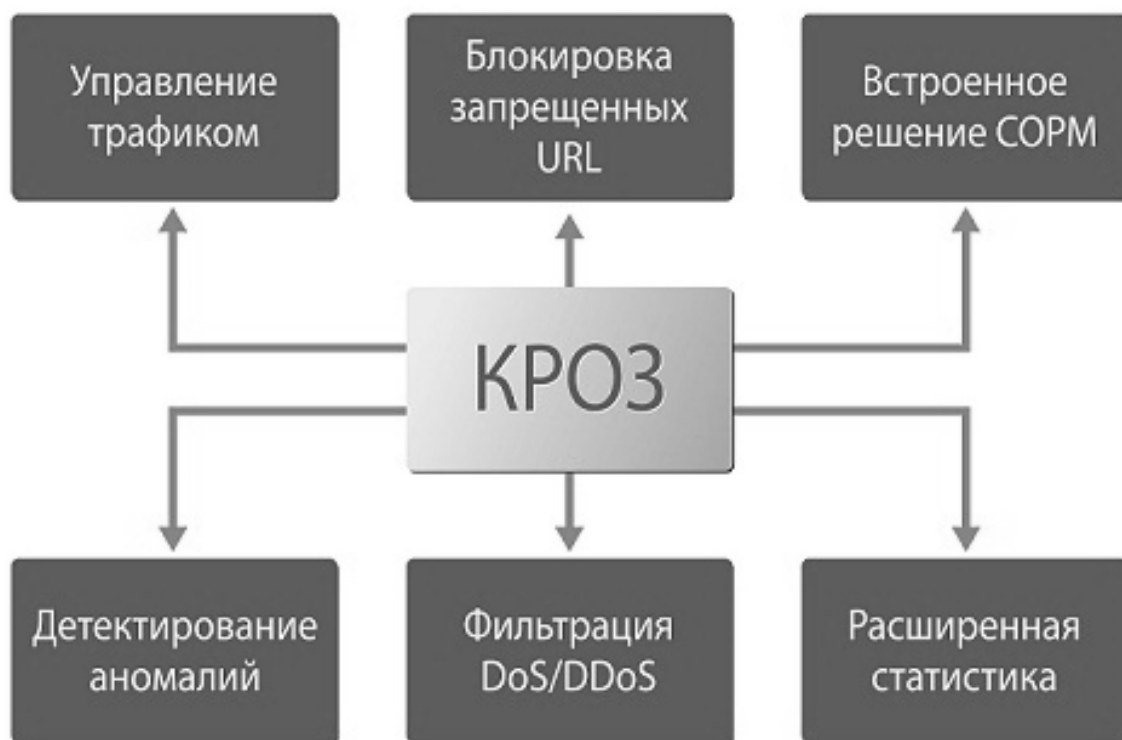 Управление
трафиком
Блокировка
запрещенных
URL
Встроенное
решение СОРМ
КРОЗ
Детектирование
аномалий
Фильтрация
DoS/DDoS
Расширенная
статистика